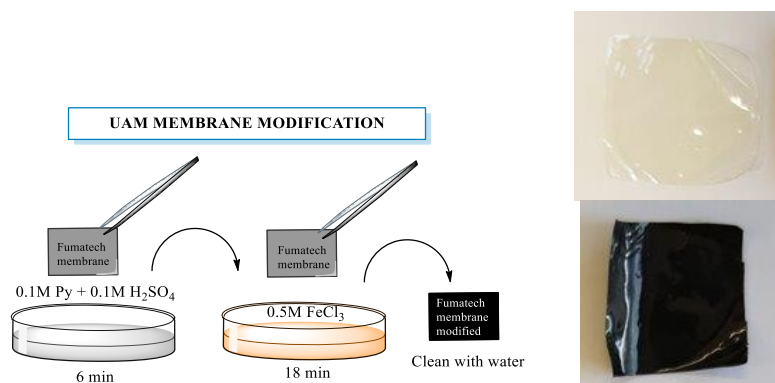 UAM MEMBRANE MODIFICATION
Fumatech
membrane
0.1M Py + 0.1M H₂SO₄
6 min
Fumatech
membrane
0.5M FeCl₃
18 min
Fumatech
membrane
modified
Clean with water